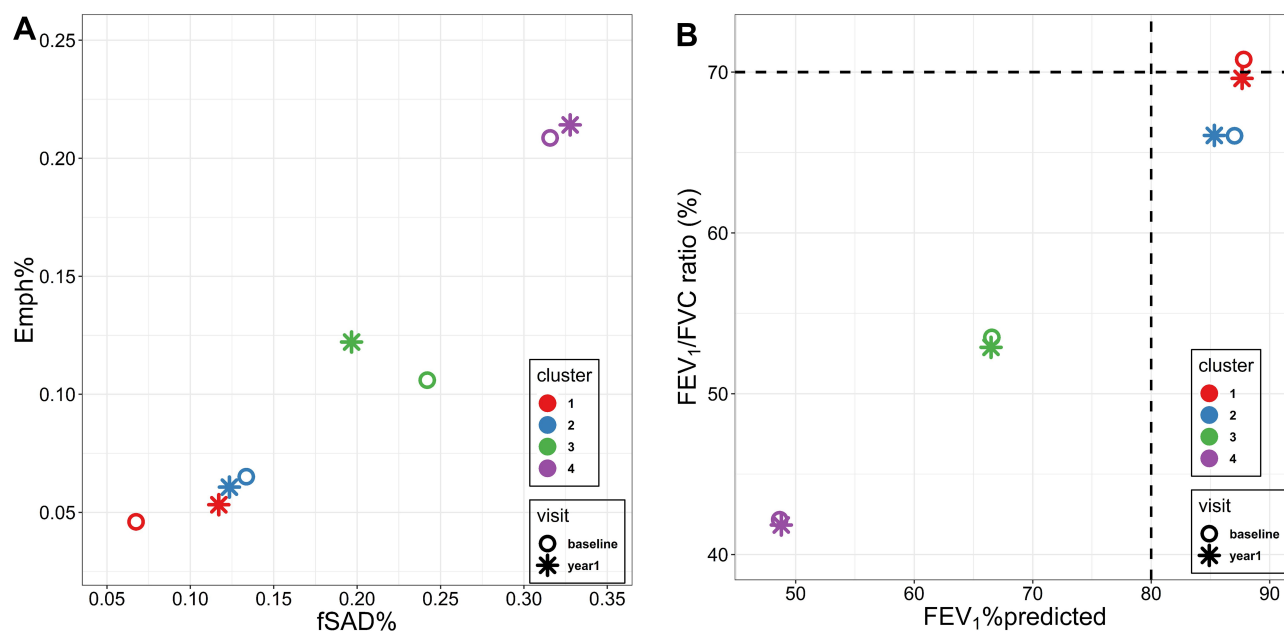 A
0.25
0.20
0.15
0.10
0.05
Emph%
0.05 0.10 0.15 0.20 0.25 0.30 0.35
fSAD%
cluster
1
2
3
4
visit
baseline
year1
B
70
60
50
40
FEV₁/FVC ratio (%)
50 60 70 80 90
FEV₁%predicted
cluster
1
2
3
4
visit
baseline
year1